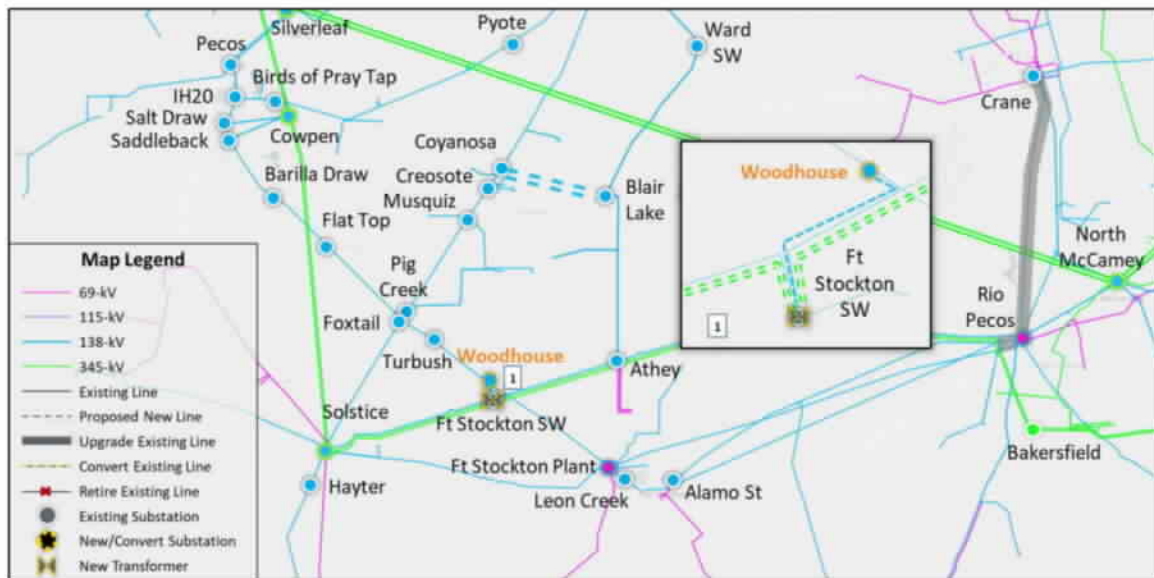 Silverleaf
Pyote
Ward
SW
Pecos
Birds of Pray Tap
IH20
Salt Draw
Saddleback
Cowpen
Crane
Coyanosa
Creosote
Musquiz
Blair
Lake
Barilla Draw
Flat Top
Pig
Creek
Foxtail
Turbush
Woodhouse
1
Athey
Solstice
Ft Stockton SW
Ft Stockton Plant
Leon Creek
Alamo St
Hayter
Woodhouse
Ft
Stockton
SW
1
North
McCamey
Rio
Pecos
Bakersfield
Map Legend
69-kV
115-kV
138-kV
345-kV
Existing Line
Proposed New Line
Upgrade Existing Line
Convert Existing Line
Retire Existing Line
Existing Substation
New/Convert Substation
New Transformer